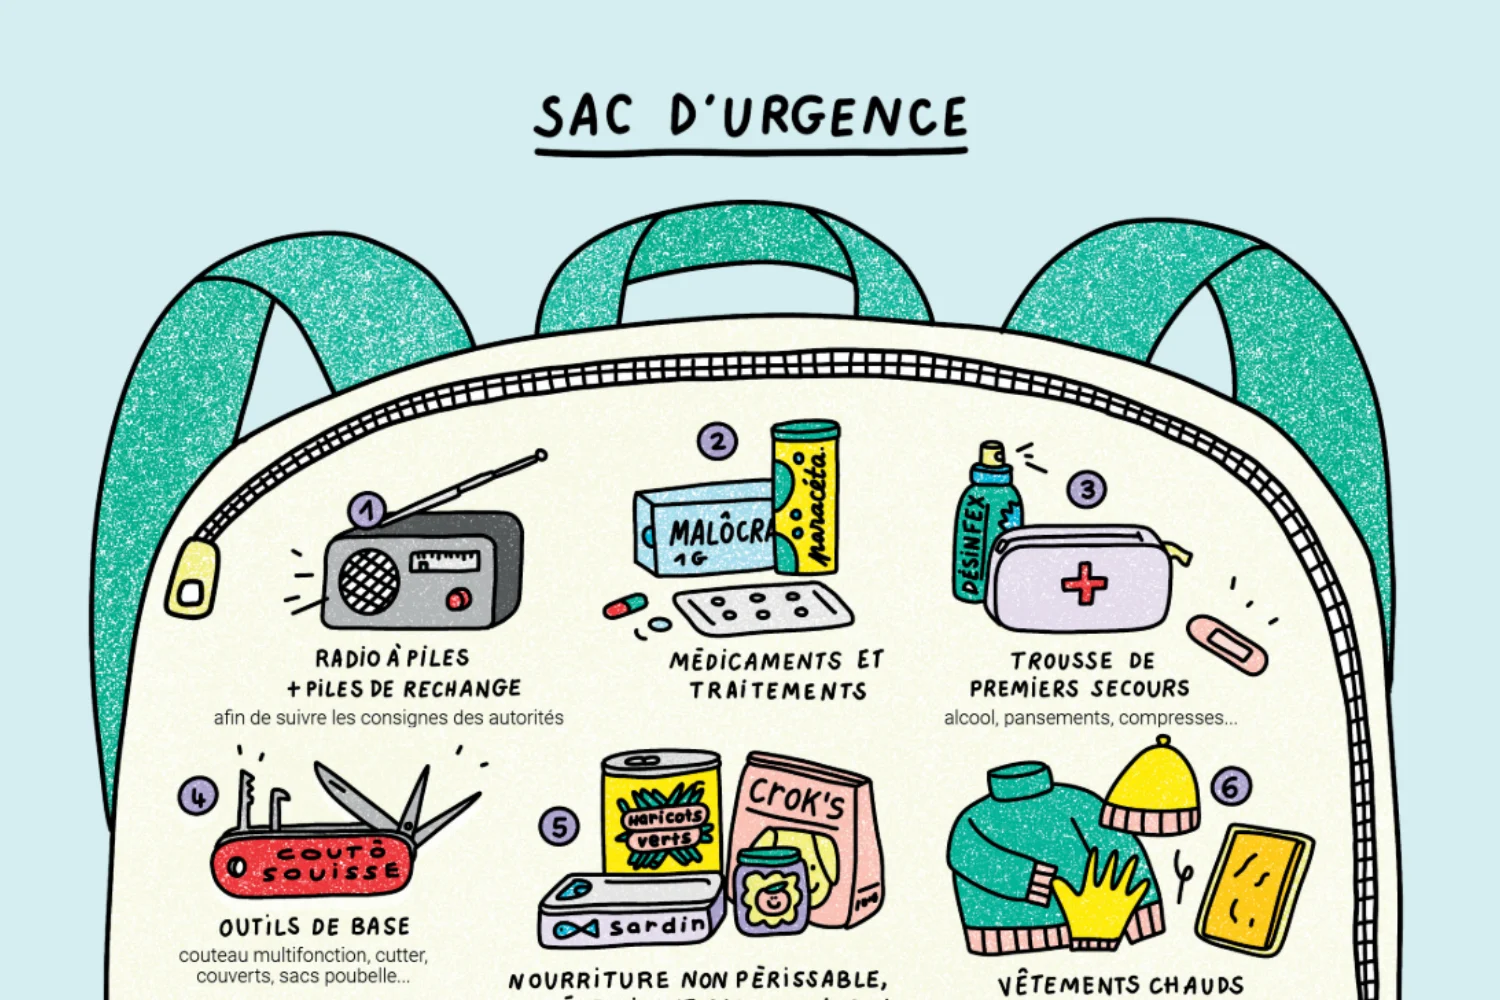 SAC D'URGENCE
1
RADIO À PILES
+ PILES DE RECHANGE
afin de suivre les consignes des autorités
2
MALÔCRA
1G
paracéta.
MÉDICAMENTS ET
TRAITEMENTS
3
DÉSINFEX
TROUSSE DE
PREMIERS SECOURS
alcool, pansements, compresses...
4
COUTÔ
SOUISSE
OUTILS DE BASE
couteau multifonction, cutter,
couverts, sacs poubelle...
5
Haricots
verts
CROK'S
sardin
NOURRITURE NON PÉRISSABLE,
6
VÊTEMENTS CHAUDS